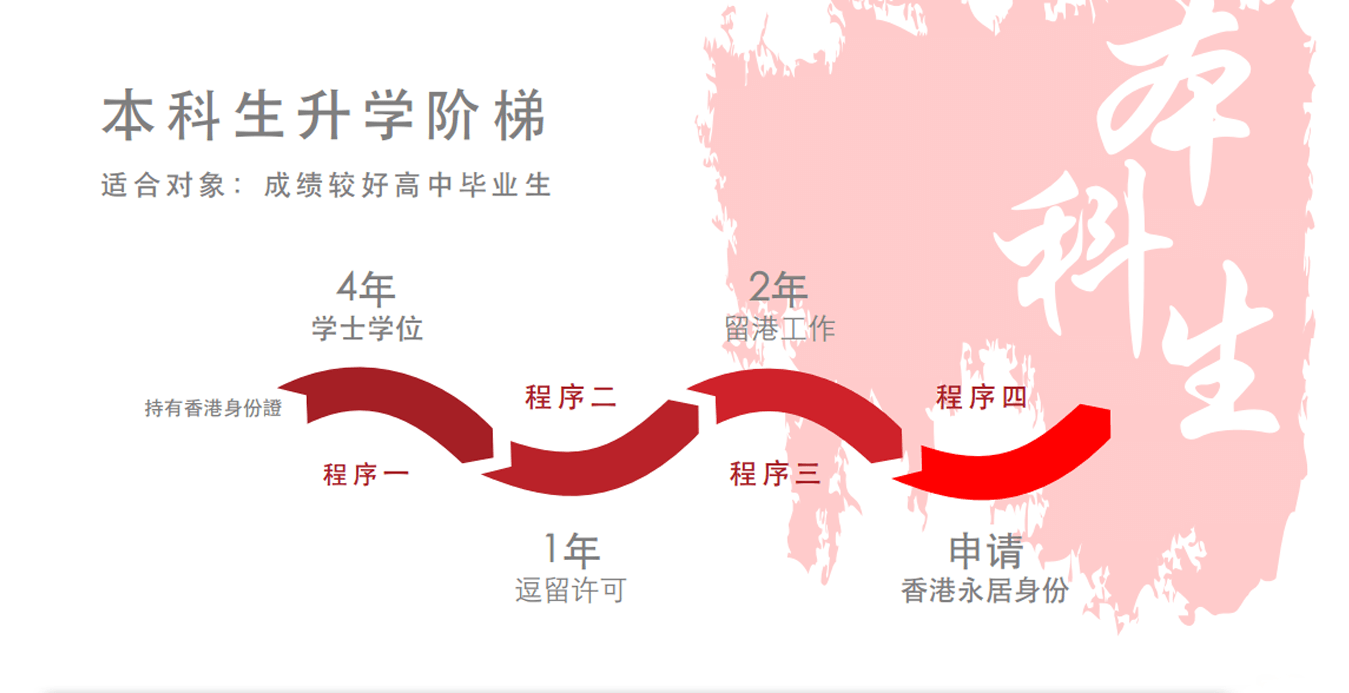 本科生升学阶梯
适合对象：成绩较好高中毕业生
本科生
4年
学士学位
2年
留港工作
持有香港身份證
程序一
程序二
程序三
程序四
1年
逗留许可
申请
香港永居身份